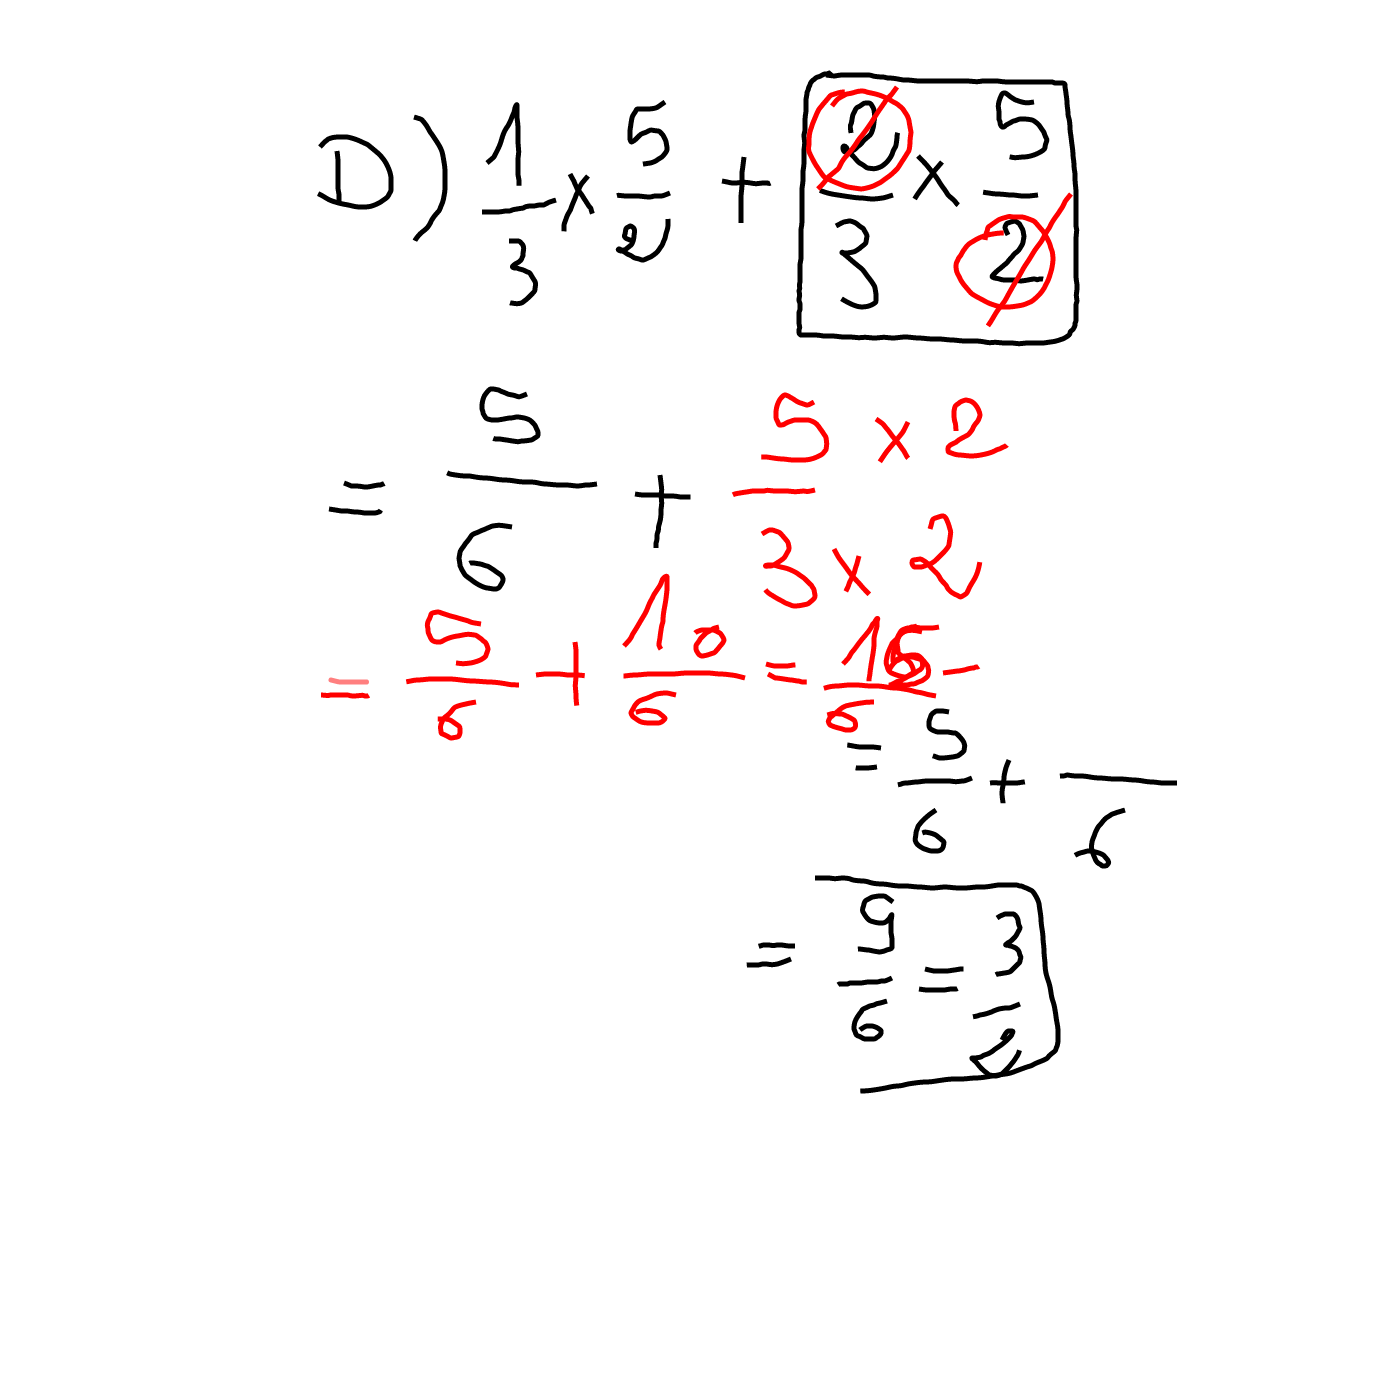 D) 1/3 x 5/2 + 2/3 x 5/2
= 5/6 + 5 x 2 / 3 x 2
= 5/6 + 10/6 = 15/6 -
= 5/6 + /6
= 9/6 = 3/2